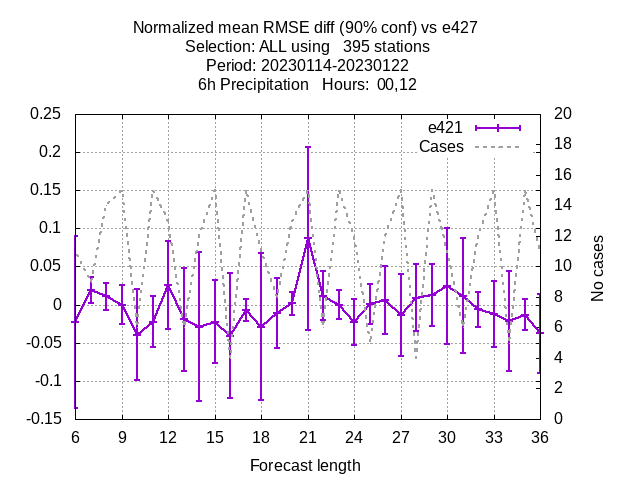 Normalized mean RMSE diff (90% conf) vs e427
Selection: ALL using   395 stations
Period: 20230114-20230122
6h Precipitation   Hours:  00,12
e421
Cases
0.25
0.2
0.15
0.1
0.05
0
-0.05
-0.1
-0.15
20
18
16
14
12
10
8
6
4
2
0
No cases
6 9 12 15 18 21 24 27 30 33 36
Forecast length